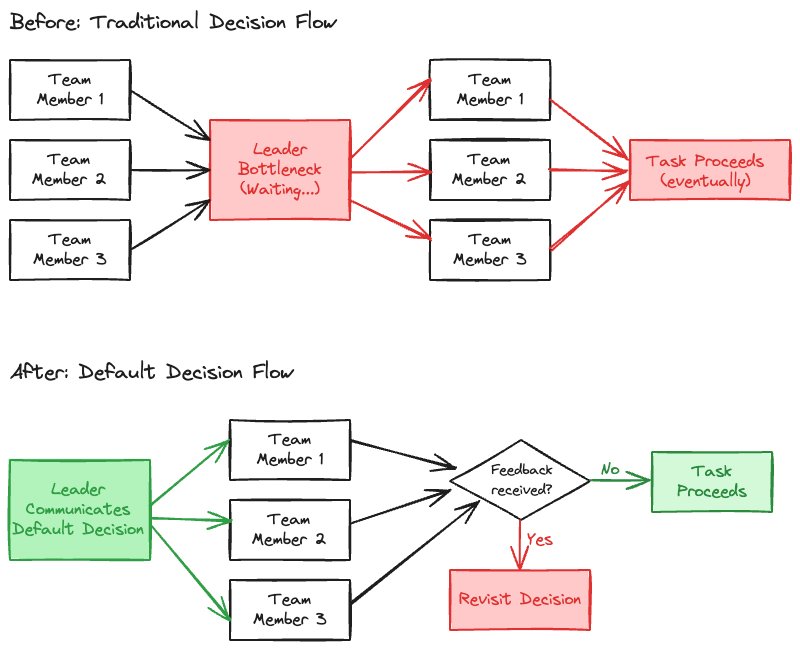 Before: Traditional Decision Flow
Team
Member 1
Team
Member 2
Team
Member 3
Leader
Bottleneck
(Waiting...)
Team
Member 1
Team
Member 2
Team
Member 3
Task Proceeds
(eventually)
After: Default Decision Flow
Leader
Communicates
Default Decision
Team
Member 1
Team
Member 2
Team
Member 3
Feedback
received?
No
Task
Proceeds
Yes
Revisit Decision